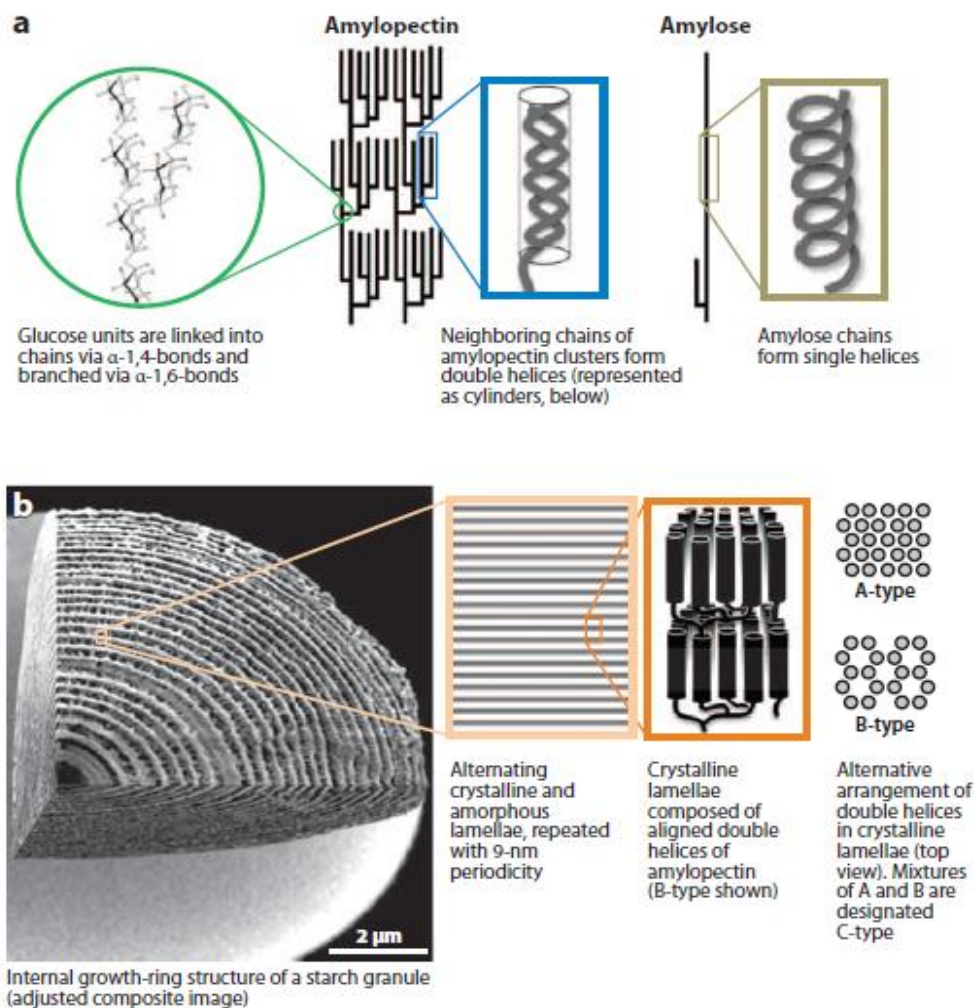 a
Amylopectin
Amylose
Glucose units are linked into
chains via α-1,4-bonds and
branched via α-1,6-bonds
Neighboring chains of
amylopectin clusters form
double helices (represented
as cylinders, below)
Amylose chains
form single helices
b
A-type
B-type
2 μm
Alternating
crystalline and
amorphous
lamellae, repeated
with 9-nm
periodicity
Crystalline
lamellae
composed of
aligned double
helices of
amylopectin
(B-type shown)
Alternative
arrangement of
double helices
in crystalline
lamellae (top
view). Mixtures
of A and B are
designated
C-type
Internal growth-ring structure of a starch granule
(adjusted composite image)